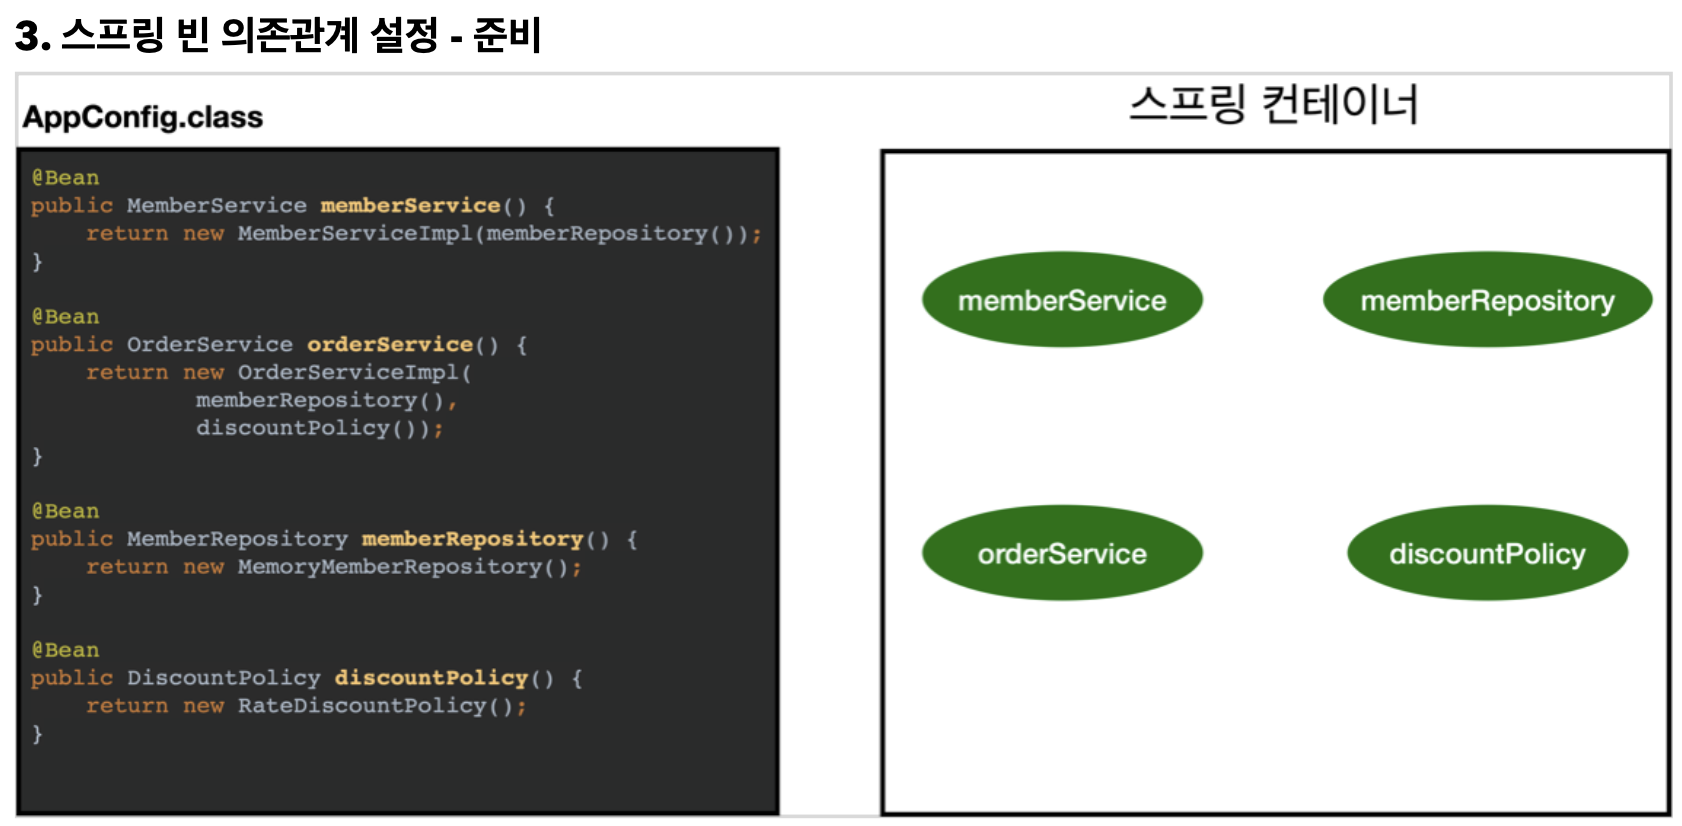 3. 스프링 빈 의존관계 설정 - 준비
AppConfig.class
@Bean
public MemberService memberService() {
    return new MemberServiceImpl(memberRepository());
}
@Bean
public OrderService orderService() {
    return new OrderServiceImpl(
            memberRepository(),
            discountPolicy());
}
@Bean
public MemberRepository memberRepository() {
    return new MemoryMemberRepository();
}
@Bean
public DiscountPolicy discountPolicy() {
    return new RateDiscountPolicy();
}
스프링 컨테이너
memberService
memberRepository
orderService
discountPolicy